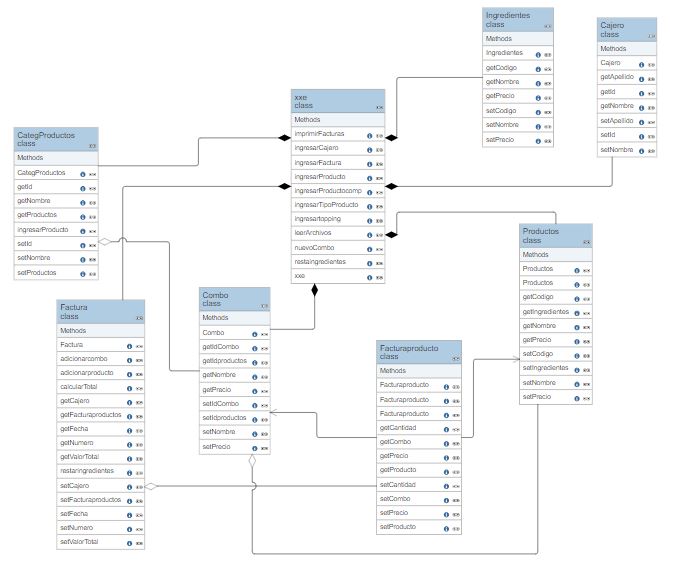 Ingredientes
class
Methods
Ingredientes
getCodigo
getNombre
getPrecio
setCodigo
setNombre
setPrecio
Cajero
class
Methods
Cajero
getApellido
getId
getNombre
setApellido
setId
setNombre
xxe
class
Methods
imprimirFacturas
ingresarCajero
ingresarFactura
ingresarProducto
ingresarProductocomp
ingresarTipoProducto
ingresartopping
leerArchivos
nuevoCombo
restaIngredientes
xxe
CategProductos
class
Methods
CategProductos
getId
getNombre
getProductos
ingresarProducto
setId
setNombre
setProductos
Productos
class
Methods
Productos
Productos
getCodigo
getIngredientes
getNombre
getPrecio
setCodigo
setIngredientes
setNombre
setPrecio
Factura
class
Methods
Factura
adicionarcombo
adicionarproducto
calcularTotal
getCajero
getFacturaproductos
getFecha
getNumero
getValorTotal
restaringredientes
setCajero
setFacturaproductos
setFecha
setNumero
setValorTotal
Combo
class
Methods
Combo
getIdCombo
getIdproductos
getNombre
getPrecio
setIdCombo
setIdproductos
setNombre
setPrecio
Facturaproducto
class
Methods
Facturaproducto
Facturaproducto
Facturaproducto
getCantidad
getCombo
getPrecio
getProducto
setCantidad
setCombo
setPrecio
setProducto